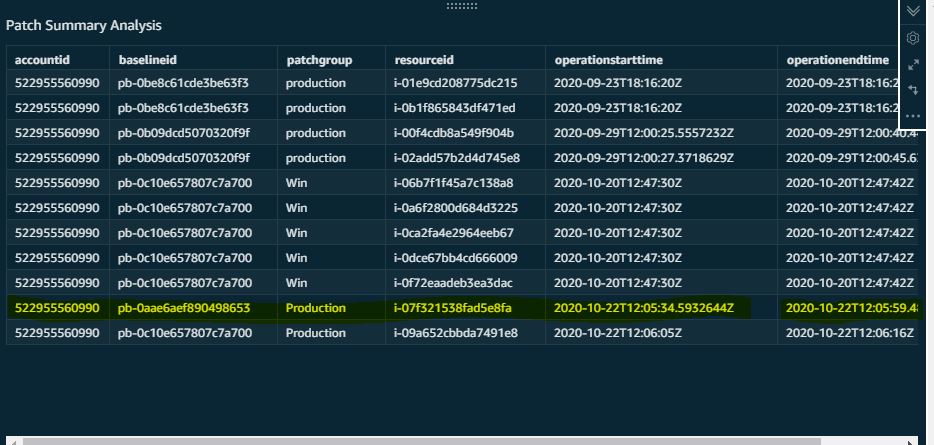 Patch Summary Analysis
accountid baselineid patchgroup resourceid operationstarttime operationendtime
522955560990 pb-0be8c61cde3be63f3 production i-01e9cd208775dc215 2020-09-23T18:16:20Z 2020-09-23T18:16:2
522955560990 pb-0be8c61cde3be63f3 production i-0b1f865843df471ed 2020-09-23T18:16:20Z 2020-09-23T18:16:2
522955560990 pb-0b09dcd5070320f9f production i-00f4cdb8a549f904b 2020-09-29T12:00:25.5557232Z 2020-09-29T12:00:40.4
522955560990 pb-0b09dcd5070320f9f production i-02add57b2d4d745e8 2020-09-29T12:00:27.3718629Z 2020-09-29T12:00:45.6
522955560990 pb-0c10e657807c7a700 Win i-06b7f1f45a7c138a8 2020-10-20T12:47:30Z 2020-10-20T12:47:42Z
522955560990 pb-0c10e657807c7a700 Win i-0a6f2800d684d3225 2020-10-20T12:47:30Z 2020-10-20T12:47:42Z
522955560990 pb-0c10e657807c7a700 Win i-0ca2fa4e2964eeb67 2020-10-20T12:47:30Z 2020-10-20T12:47:42Z
522955560990 pb-0c10e657807c7a700 Win i-0dce67bb4cd666009 2020-10-20T12:47:30Z 2020-10-20T12:47:42Z
522955560990 pb-0c10e657807c7a700 Win i-0f72eaadeb3ea3dac 2020-10-20T12:47:30Z 2020-10-20T12:47:42Z
522955560990 pb-0aae6aef890498653 Production i-07f321538fad5e8fa 2020-10-22T12:05:34.5932644Z 2020-10-22T12:05:59.4
522955560990 pb-0c10e657807c7a700 Production i-09a652cbbda7491e8 2020-10-22T12:06:05Z 2020-10-22T12:06:16Z